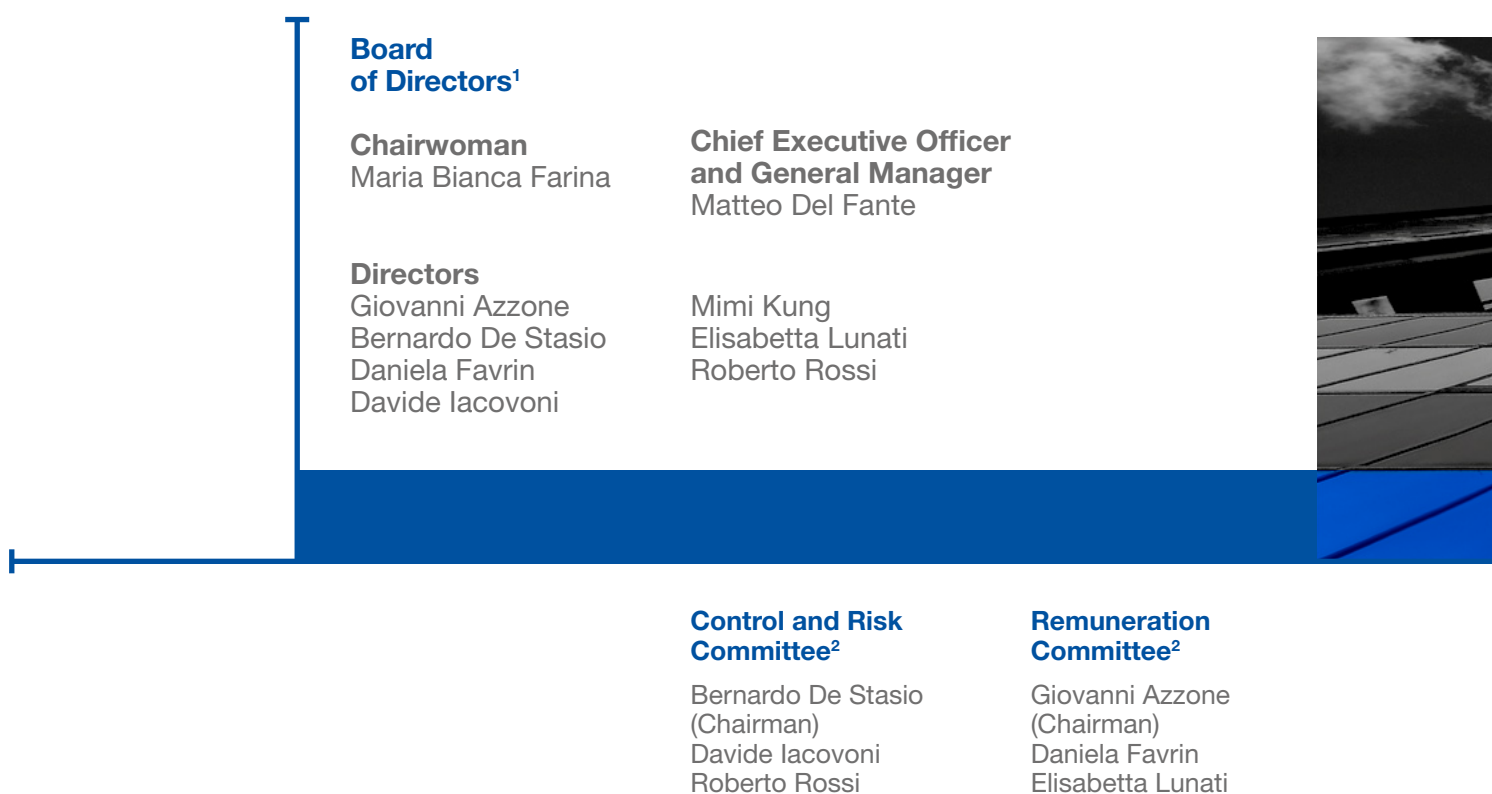 Board
of Directors¹
Chairwoman
Maria Bianca Farina
Chief Executive Officer
and General Manager
Matteo Del Fante
Directors
Giovanni Azzone
Bernardo De Stasio
Daniela Favrin
Davide Iacovoni
Mimi Kung
Elisabetta Lunati
Roberto Rossi
Control and Risk
Committee²
Bernardo De Stasio
(Chairman)
Davide Iacovoni
Roberto Rossi
Remuneration
Committee²
Giovanni Azzone
(Chairman)
Daniela Favrin
Elisabetta Lunati